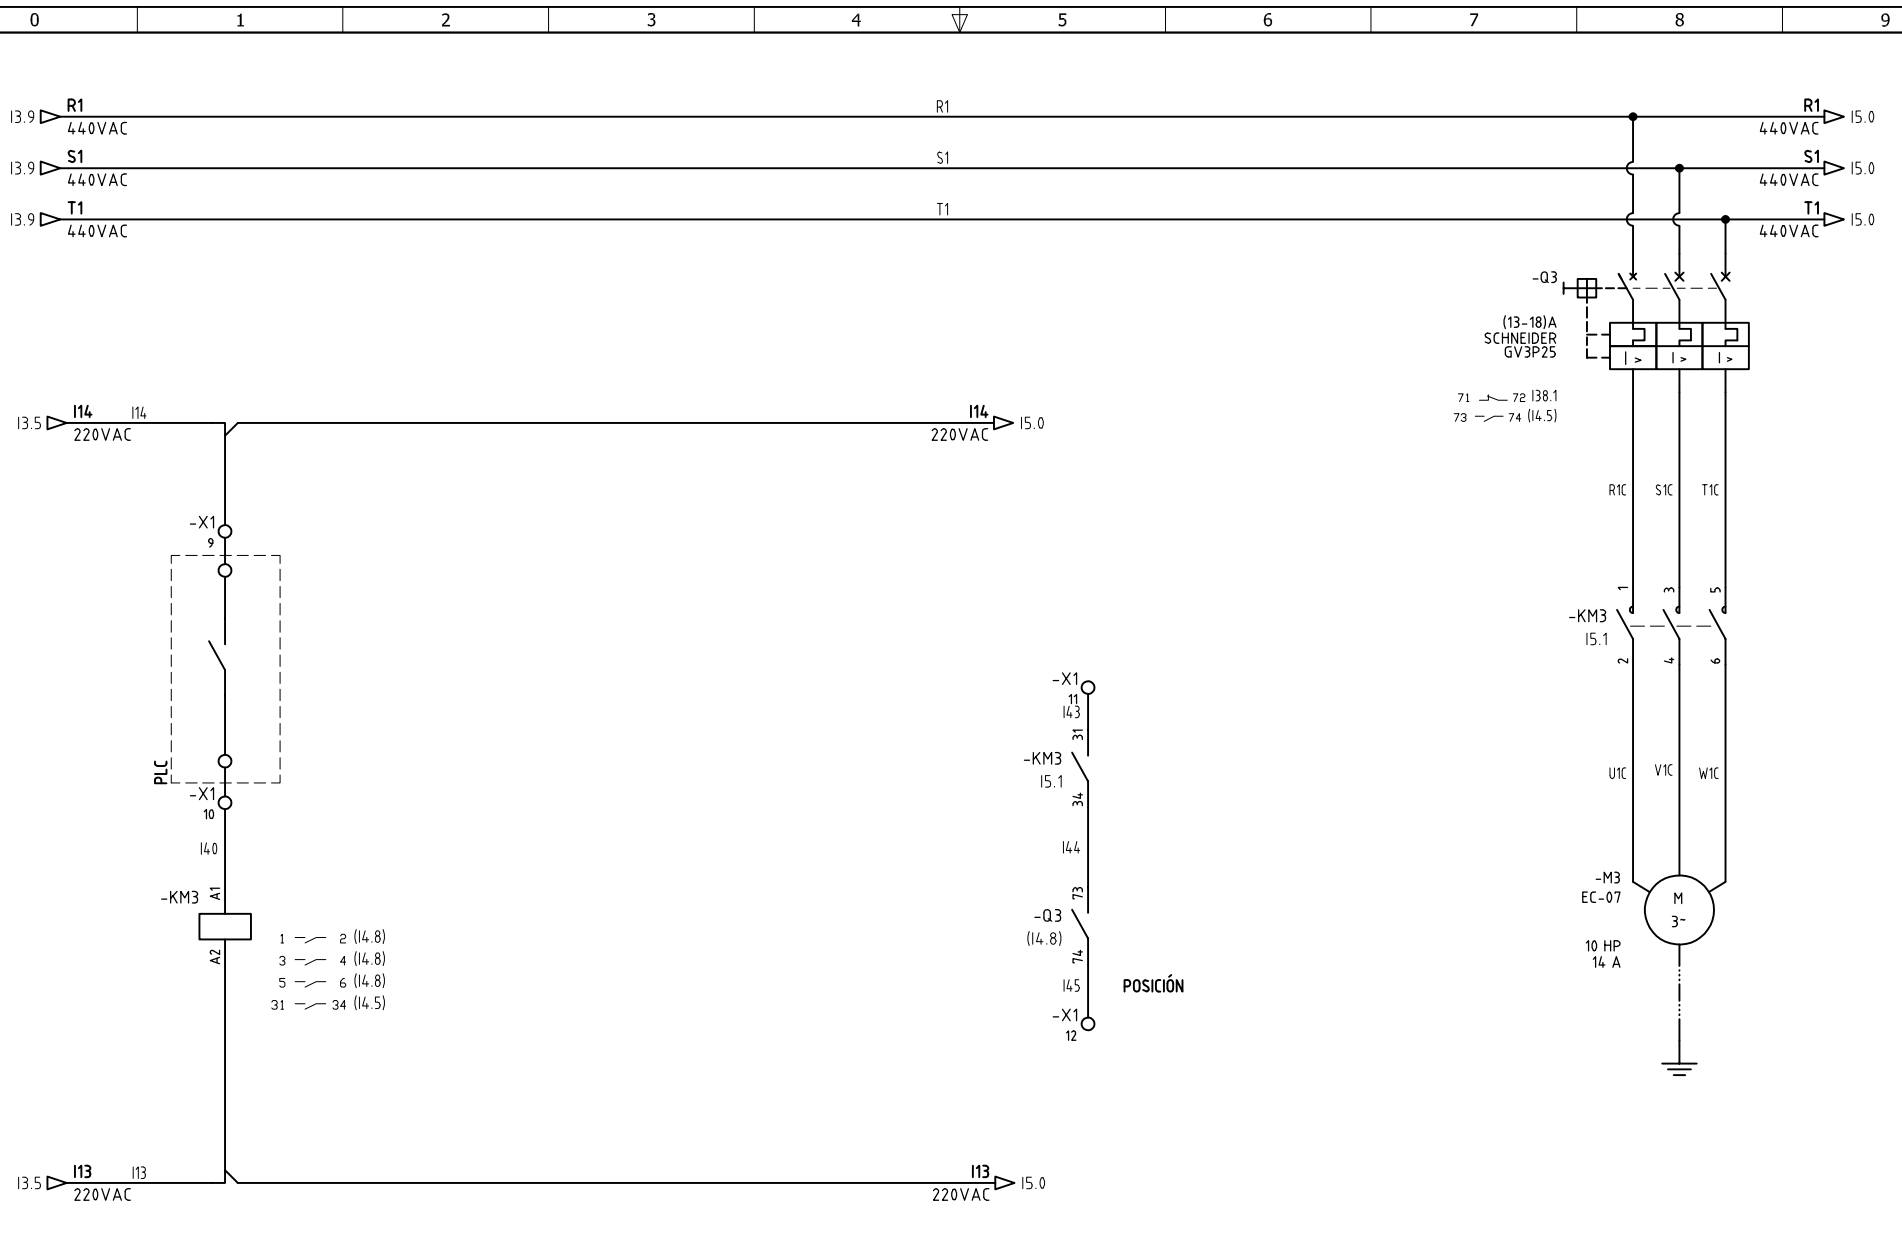 0 1 2 3 4 5 6 7 8 9
R1 R1 R1
I3.9 I5.0
440VAC 440VAC
S1 S1 S1
I3.9 I5.0
440VAC 440VAC
T1 T1 T1
I3.9 I5.0
440VAC 440VAC
-Q3
(13-18)A
SCHNEIDER
GV3P25
I > I > I >
71 72 I38.1
73 74 (I4.5)
I14 I14 I14
I3.5 I5.0
220VAC 220VAC
R1C S1C T1C
-X1
9
PLC
-X1
10
I40
-KM3 A1
A2
1 2 (I4.8)
3 4 (I4.8)
5 6 (I4.8)
31 34 (I4.5)
-X1
11
I43
31
-KM3
I5.1
34
I44
73
-Q3
(I4.8)
74
I45
POSICIÓN
-X1
12
1 3 5
-KM3
I5.1
2 4 6
U1C V1C W1C
-M3
EC-07
M
3~
10 HP
14 A
I13 I13 I13
I3.5 I5.0
220VAC 220VAC